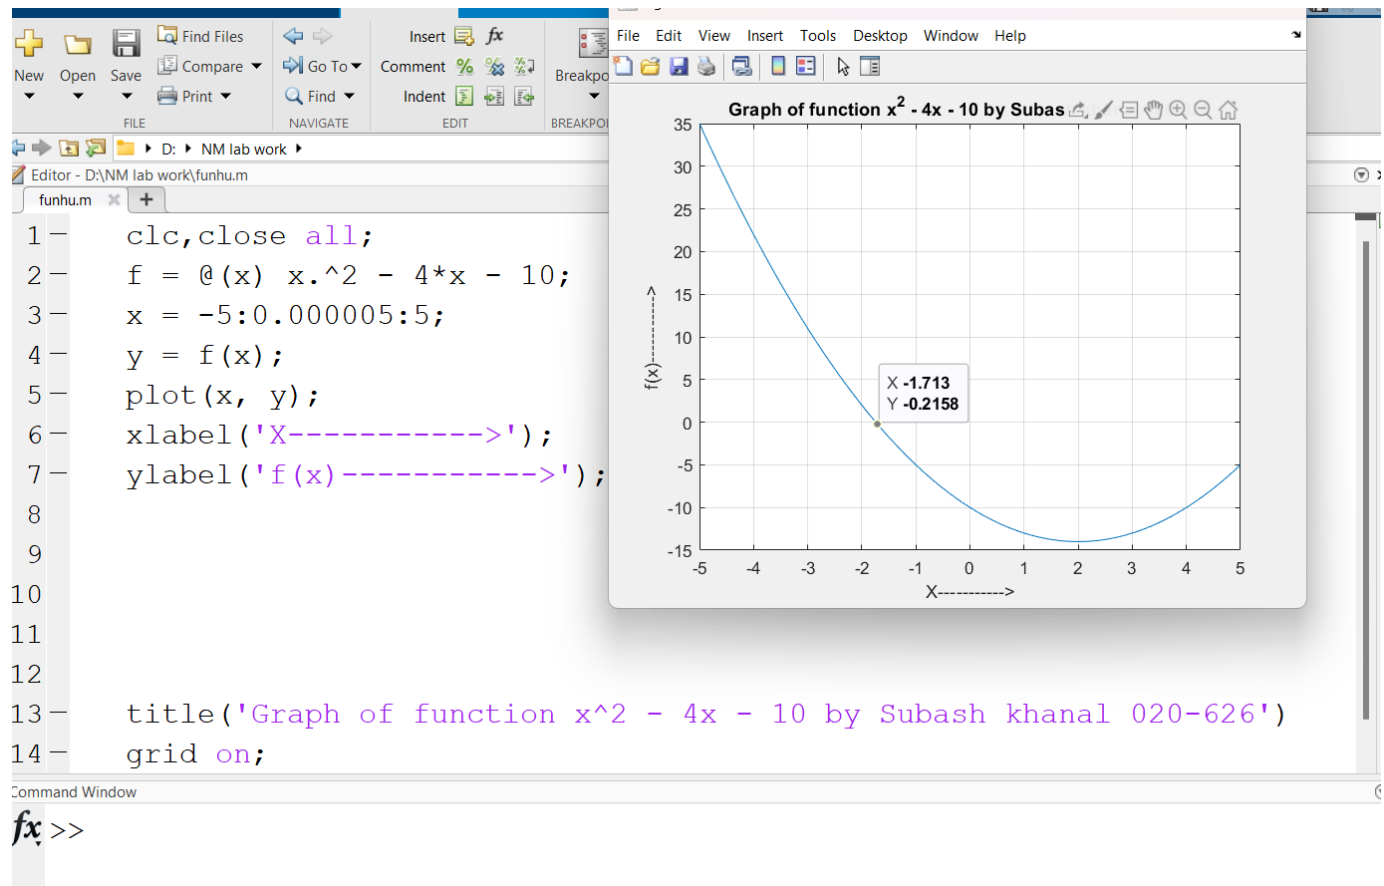 New
Open
Save
Find Files
Compare
Print
FILE
Go To
Find
NAVIGATE
Insert fx
Comment
Indent
EDIT
D: NM lab work
Editor - D:\NM lab work\funhu.m
funhu.m
1 clc,close all;
2 f = @(x) x.^2 - 4*x - 10;
3 x = -5:0.000005:5;
4 y = f(x);
5 plot(x, y);
6 xlabel('X----------->');
7 ylabel('f(x)----------->');
8
9
10
11
12
13 title('Graph of function x^2 - 4x - 10 by Subash khanal 020-626')
14 grid on;
Command Window
fx >>
File Edit View Insert Tools Desktop Window Help
Graph of function x² - 4x - 10 by Subas
35
30
25
20
15
10
5
0
-5
-10
-15
f(x)----------->
X -1.713
Y -0.2158
-5 -4 -3 -2 -1 0 1 2 3 4 5
X----------->